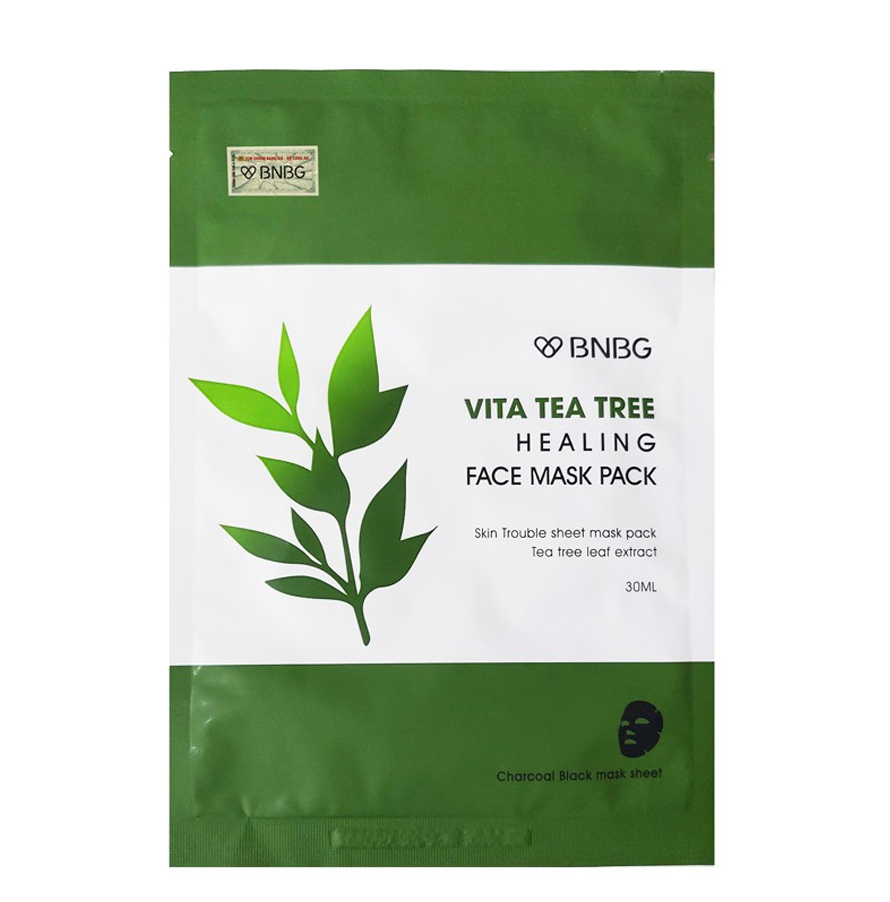 BNBG
BNBG
VITA TEA TREE
HEALING
FACE MASK PACK
Skin Trouble sheet mask pack
Tea tree leaf extract
30ML
Charcoal Black mask sheet